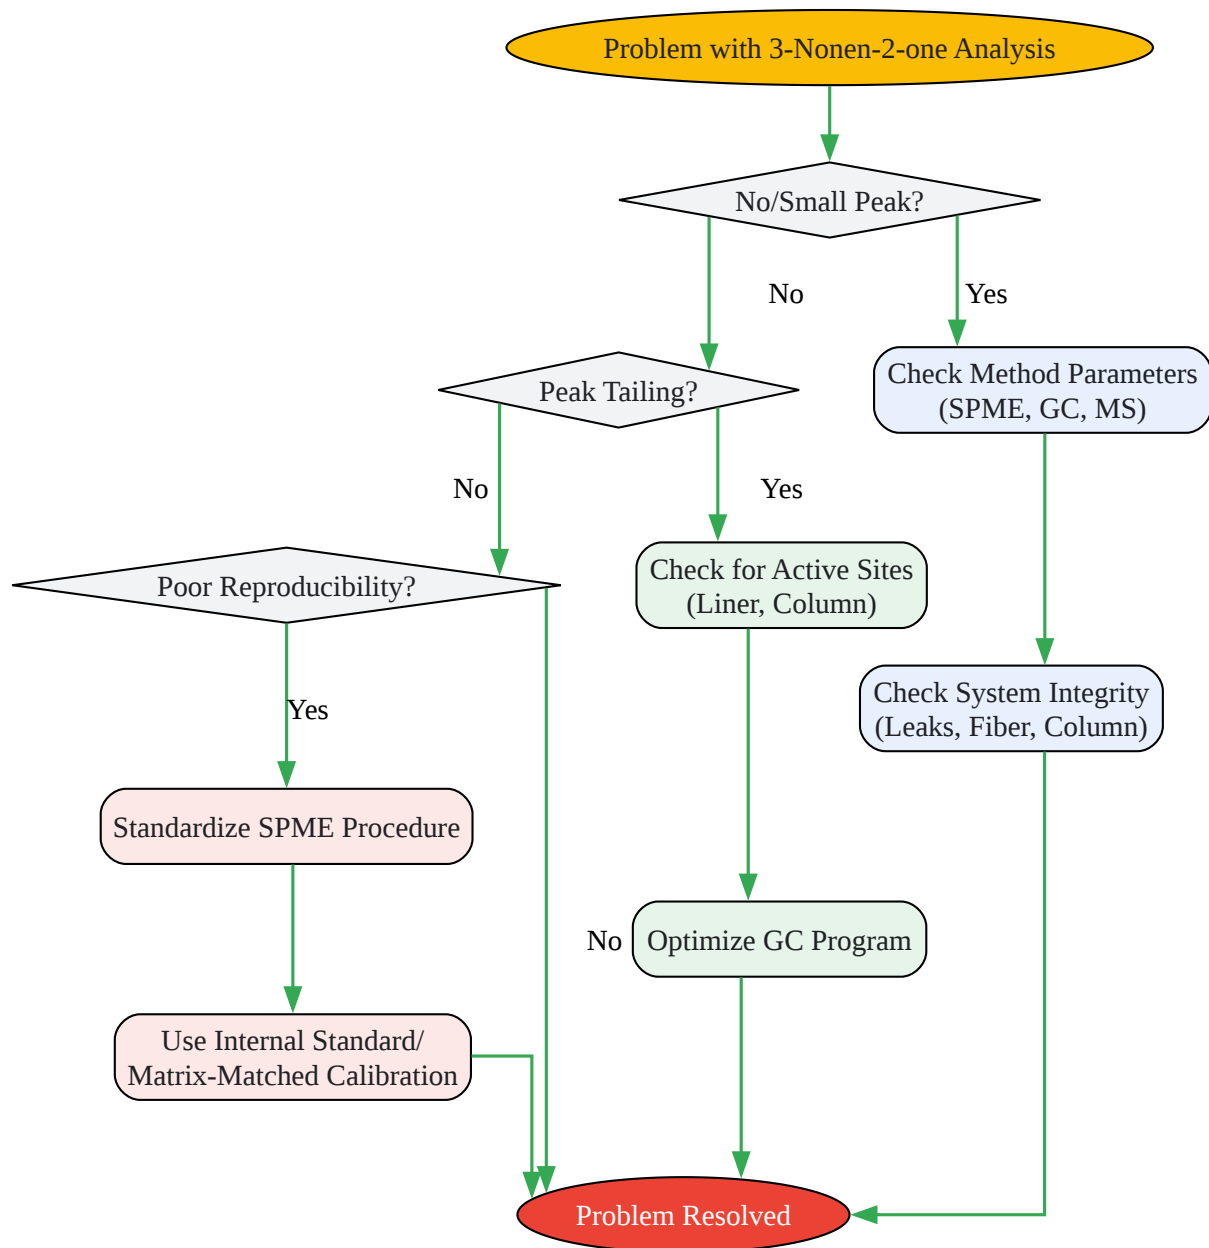 Problem with 3-Nonen-2-one Analysis
No/Small Peak?
No
Yes
Peak Tailing?
Check Method Parameters
(SPME, GC, MS)
No
Yes
Poor Reproducibility?
Check for Active Sites
(Liner, Column)
Yes
Check System Integrity
(Leaks, Fiber, Column)
Standardize SPME Procedure
No
Optimize GC Program
Use Internal Standard/
Matrix-Matched Calibration
Problem Resolved